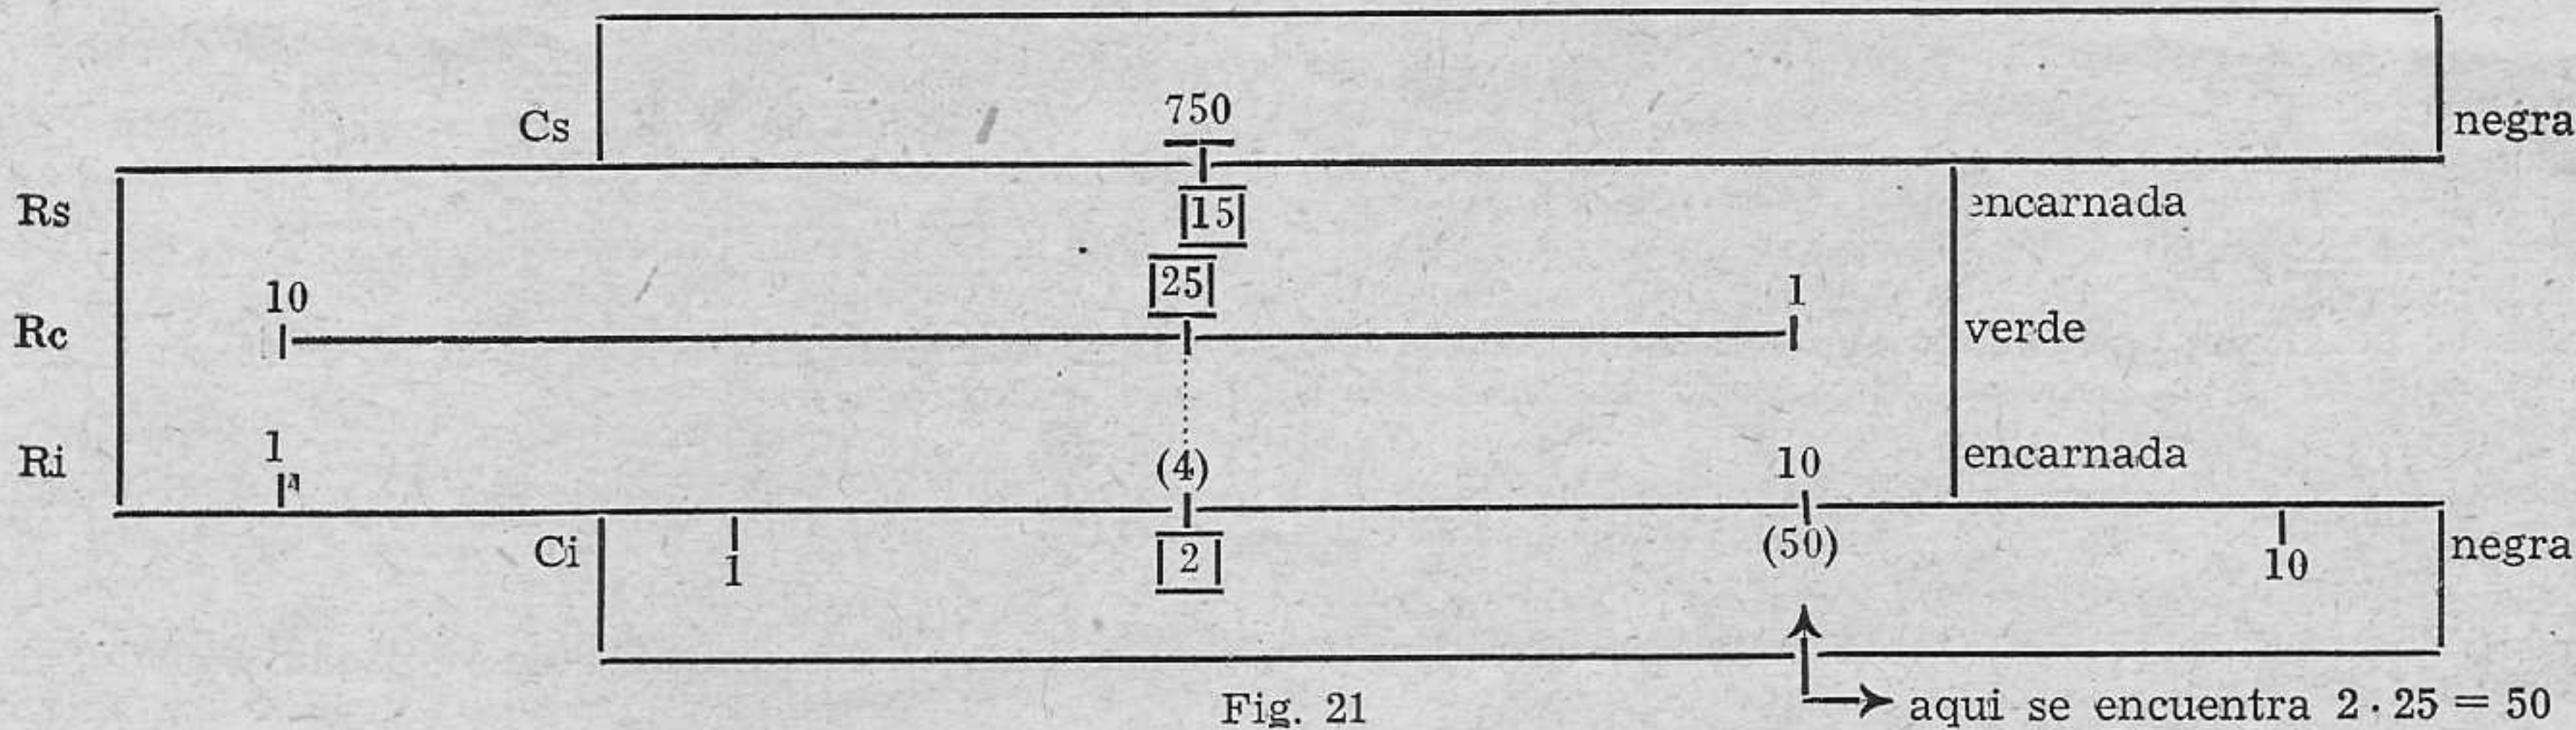 750
Cs negra
Rs |15| encarnada
|25|
10 1
Rc verde
1 (4) 10
Ri encarnada
Ci 1 |2| (50) 10 negra
Fig. 21
aqui se encuentra 2 · 25 = 50